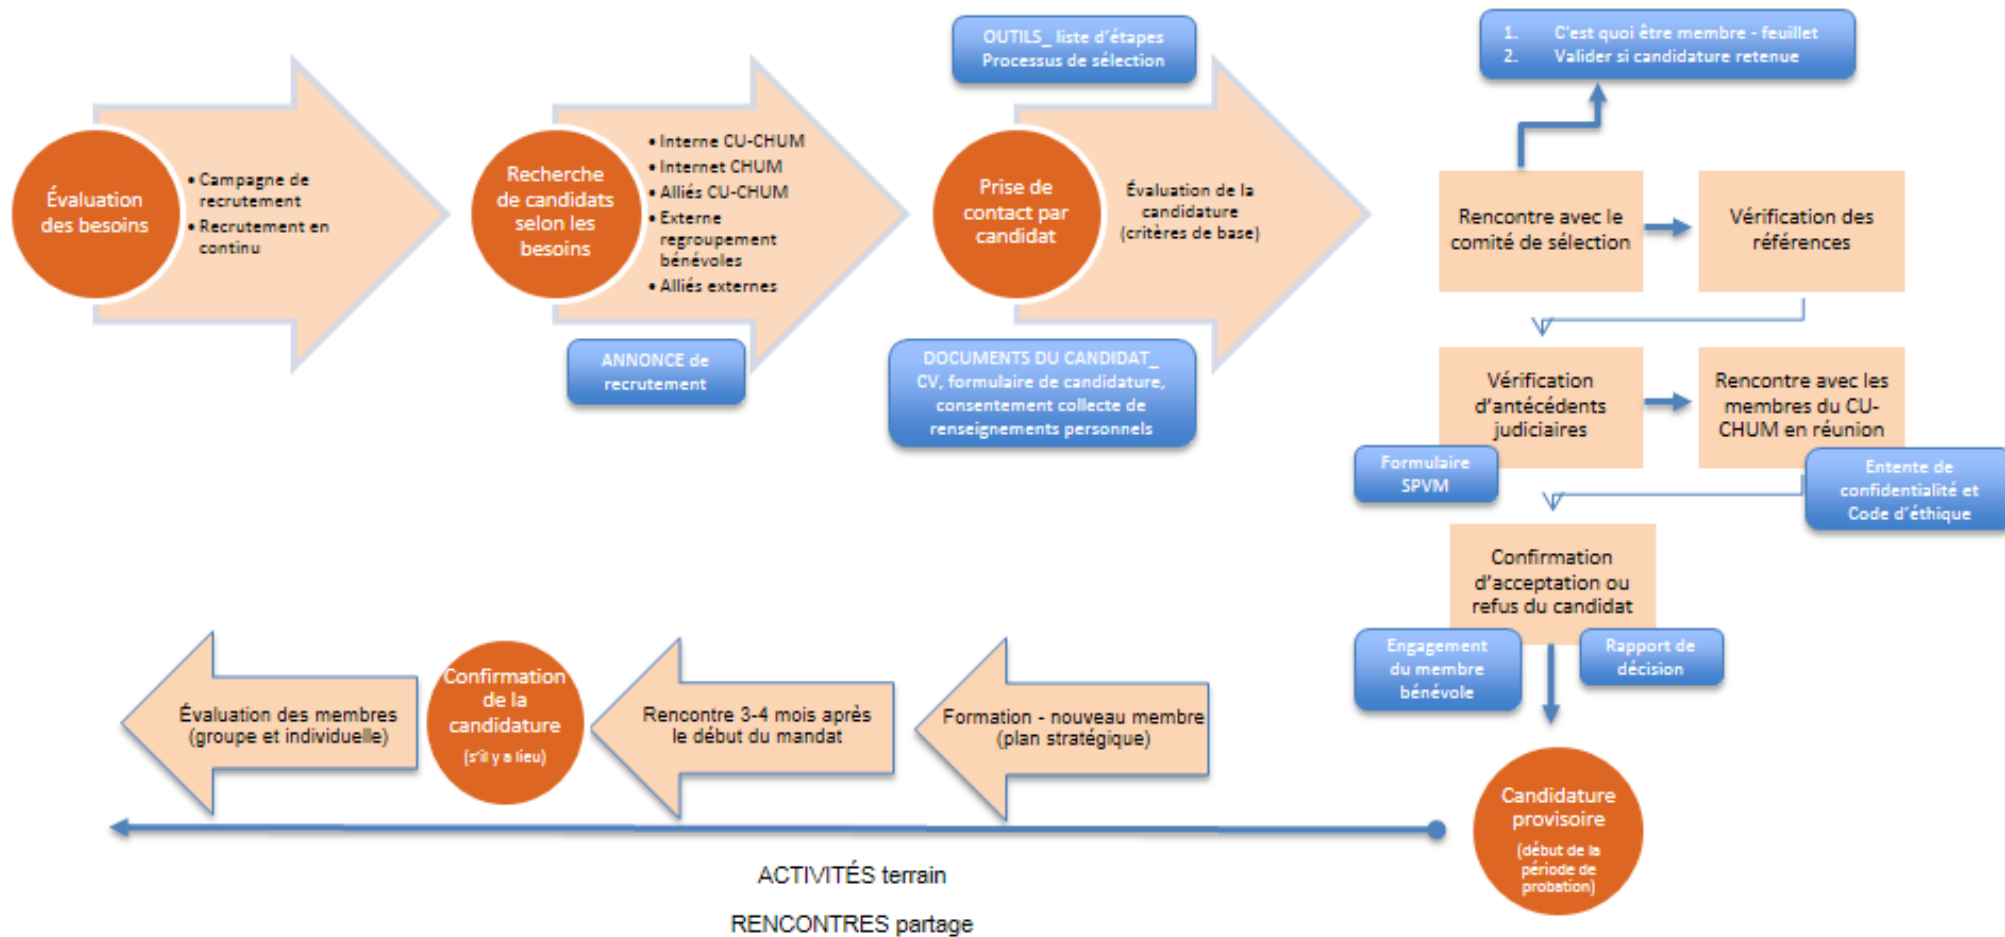 Évaluation
des besoins
• Campagne de
recrutement
• Recrutement en
continu
Recherche
de candidats
selon les
besoins
• Interne CU-CHUM
• Internet CHUM
• Alliés CU-CHUM
• Externe
regroupement
bénévoles
• Alliés externes
ANNONCE de
recrutement
OUTILS_ liste d'étapes
Processus de sélection
Prise de
contact par
candidat
Évaluation de la
candidature
(critères de base)
DOCUMENTS DU CANDIDAT_
CV, formulaire de candidature,
consentement collecte de
renseignements personnels
1. C'est quoi être membre - feuillet
2. Valider si candidature retenue
Rencontre avec le
comité de sélection
Vérification des
références
Vérification
d'antécédents
judiciaires
Formulaire
SPVM
Rencontre avec les
membres du CU-
CHUM en réunion
Entente de
confidentialité et
Code d'éthique
Confirmation
d'acceptation ou
refus du candidat
Engagement
du membre
bénévole
Rapport de
décision
Candidature
provisoire
(début de la
période de
probation)
Formation - nouveau membre
(plan stratégique)
Rencontre 3-4 mois après
le début du mandat
Confirmation
de la
candidature
(s'il y a lieu)
Évaluation des membres
(groupe et individuelle)
ACTIVITÉS terrain
RENCONTRES partage